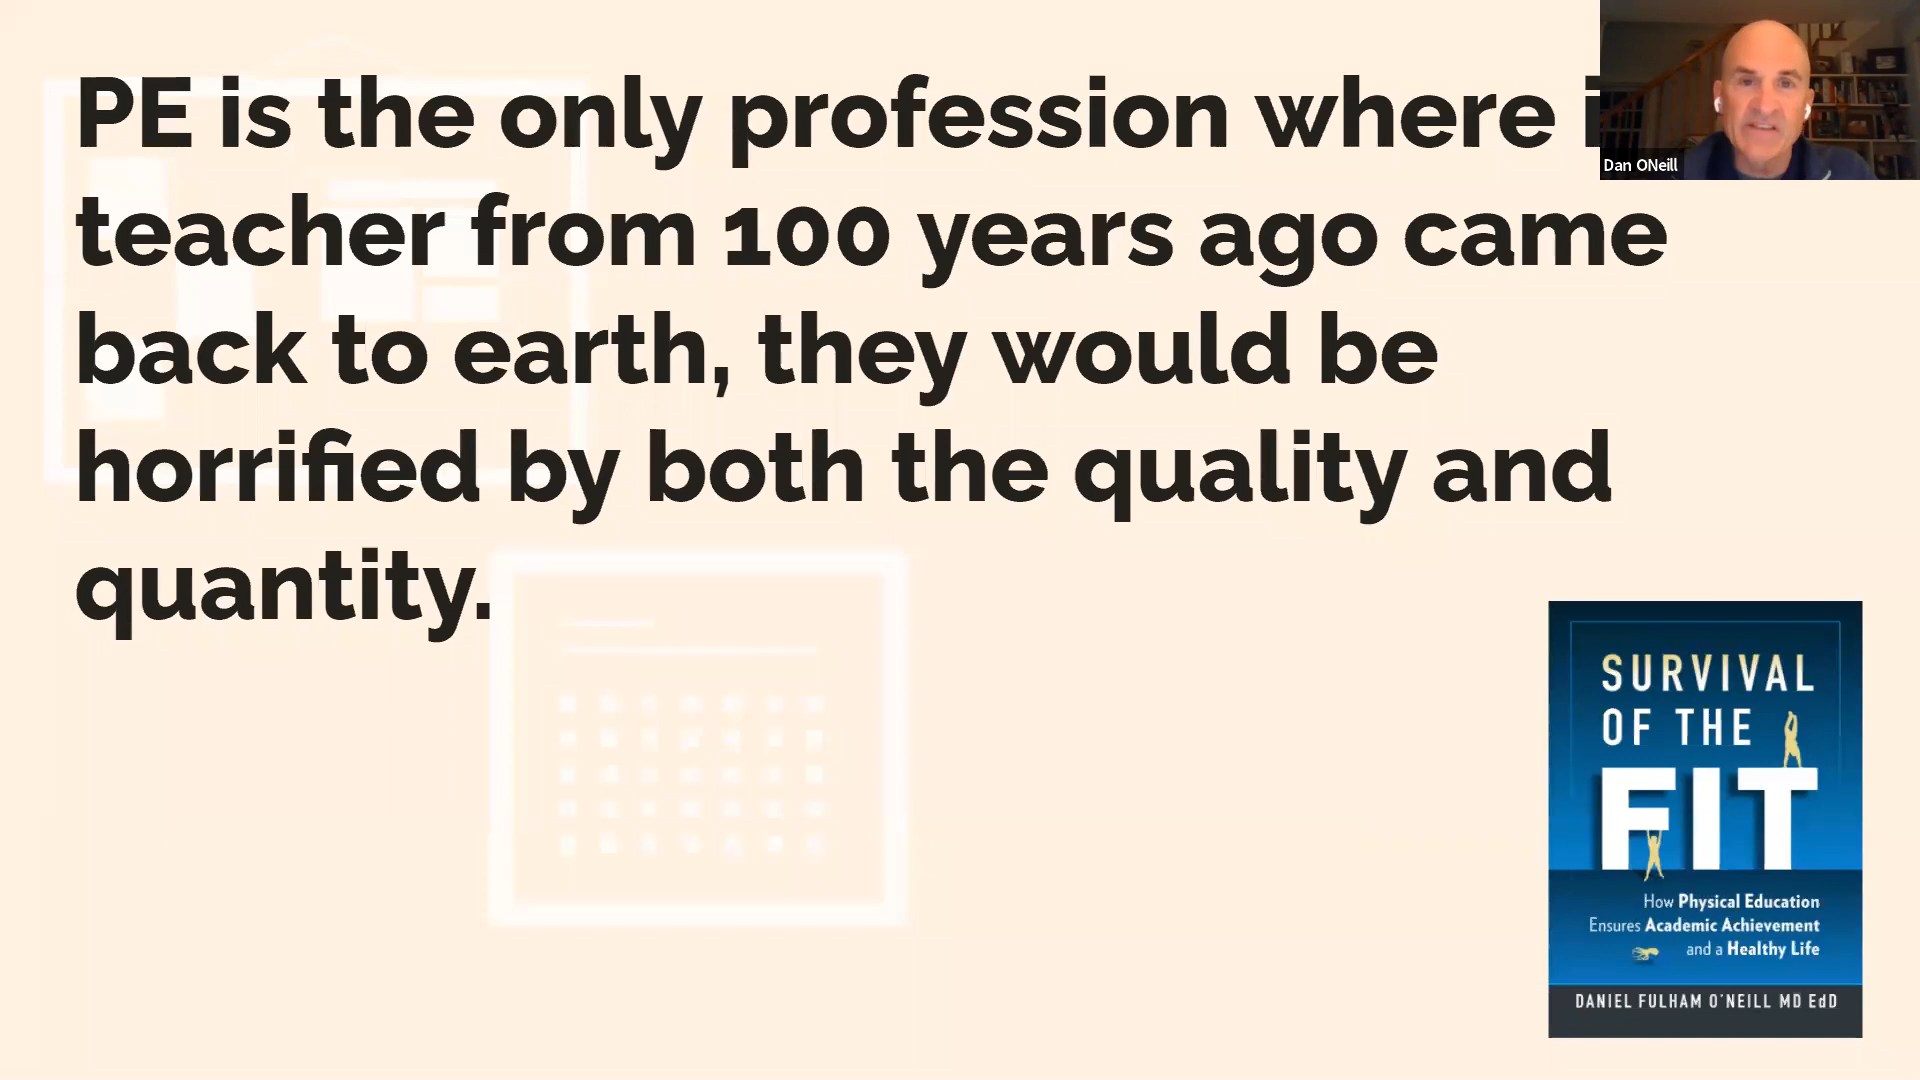 PE is the only profession where i
teacher from 100 years ago came
back to earth, they would be
horrified by both the quality and
quantity.
Dan ONeill
SURVIVAL
OF THE
FIT
How Physical Education
Ensures Academic Achievement
and a Healthy Life
DANIEL FULHAM O'NEILL MD EdD